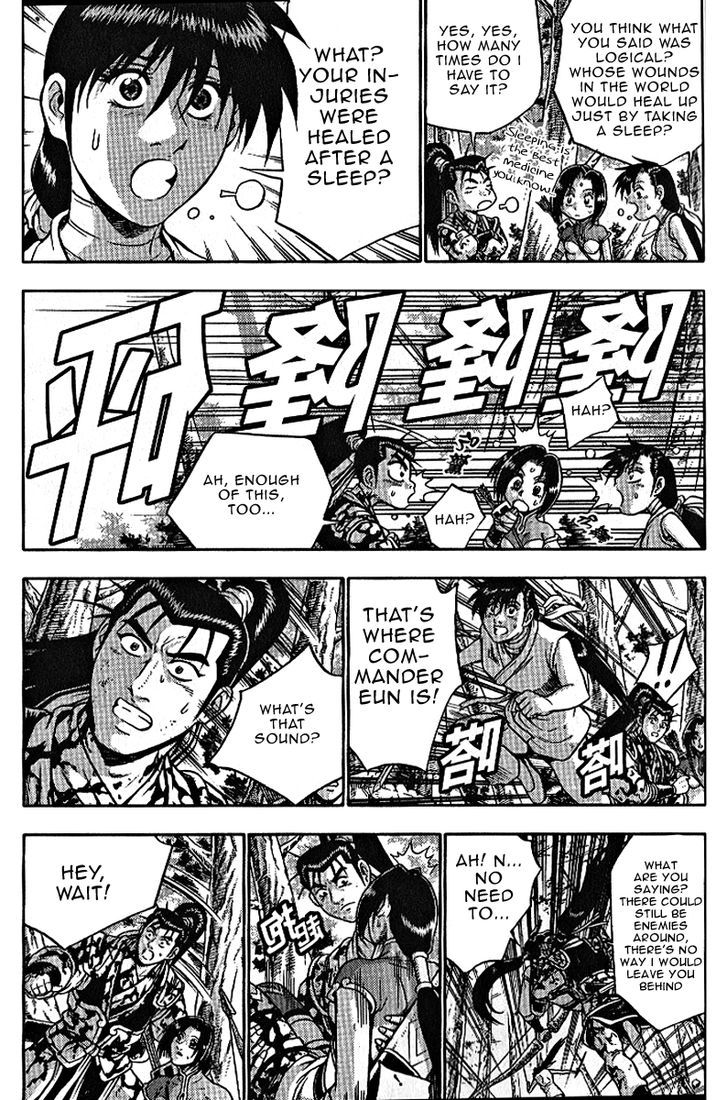 YOU THINK WHAT
YOU SAID WAS
LOGICAL?
WHOSE WOUNDS
IN THE WORLD
WOULD HEAL UP
JUST BY TAKING
A SLEEP?
YES, YES,
HOW MANY
TIMES DO I
HAVE TO
SAY IT?
Sleeping is
the best
medicine
you know
WHAT?
YOUR IN-
JURIES
WERE
HEALED
AFTER A
SLEEP?
HAH?
HAH?
AH, ENOUGH
OF THIS,
TOO...
THAT'S
WHERE
COM-
MANDER
EUN IS!
!!
WHAT'S
THAT
SOUND?
WHAT
ARE YOU
SAYING?
THERE COULD
STILL BE
ENEMIES
AROUND,
THERE'S NO
WAY I WOULD
LEAVE YOU
BEHIND
AH! N...
NO
NEED
TO...
HEY,
WAIT!